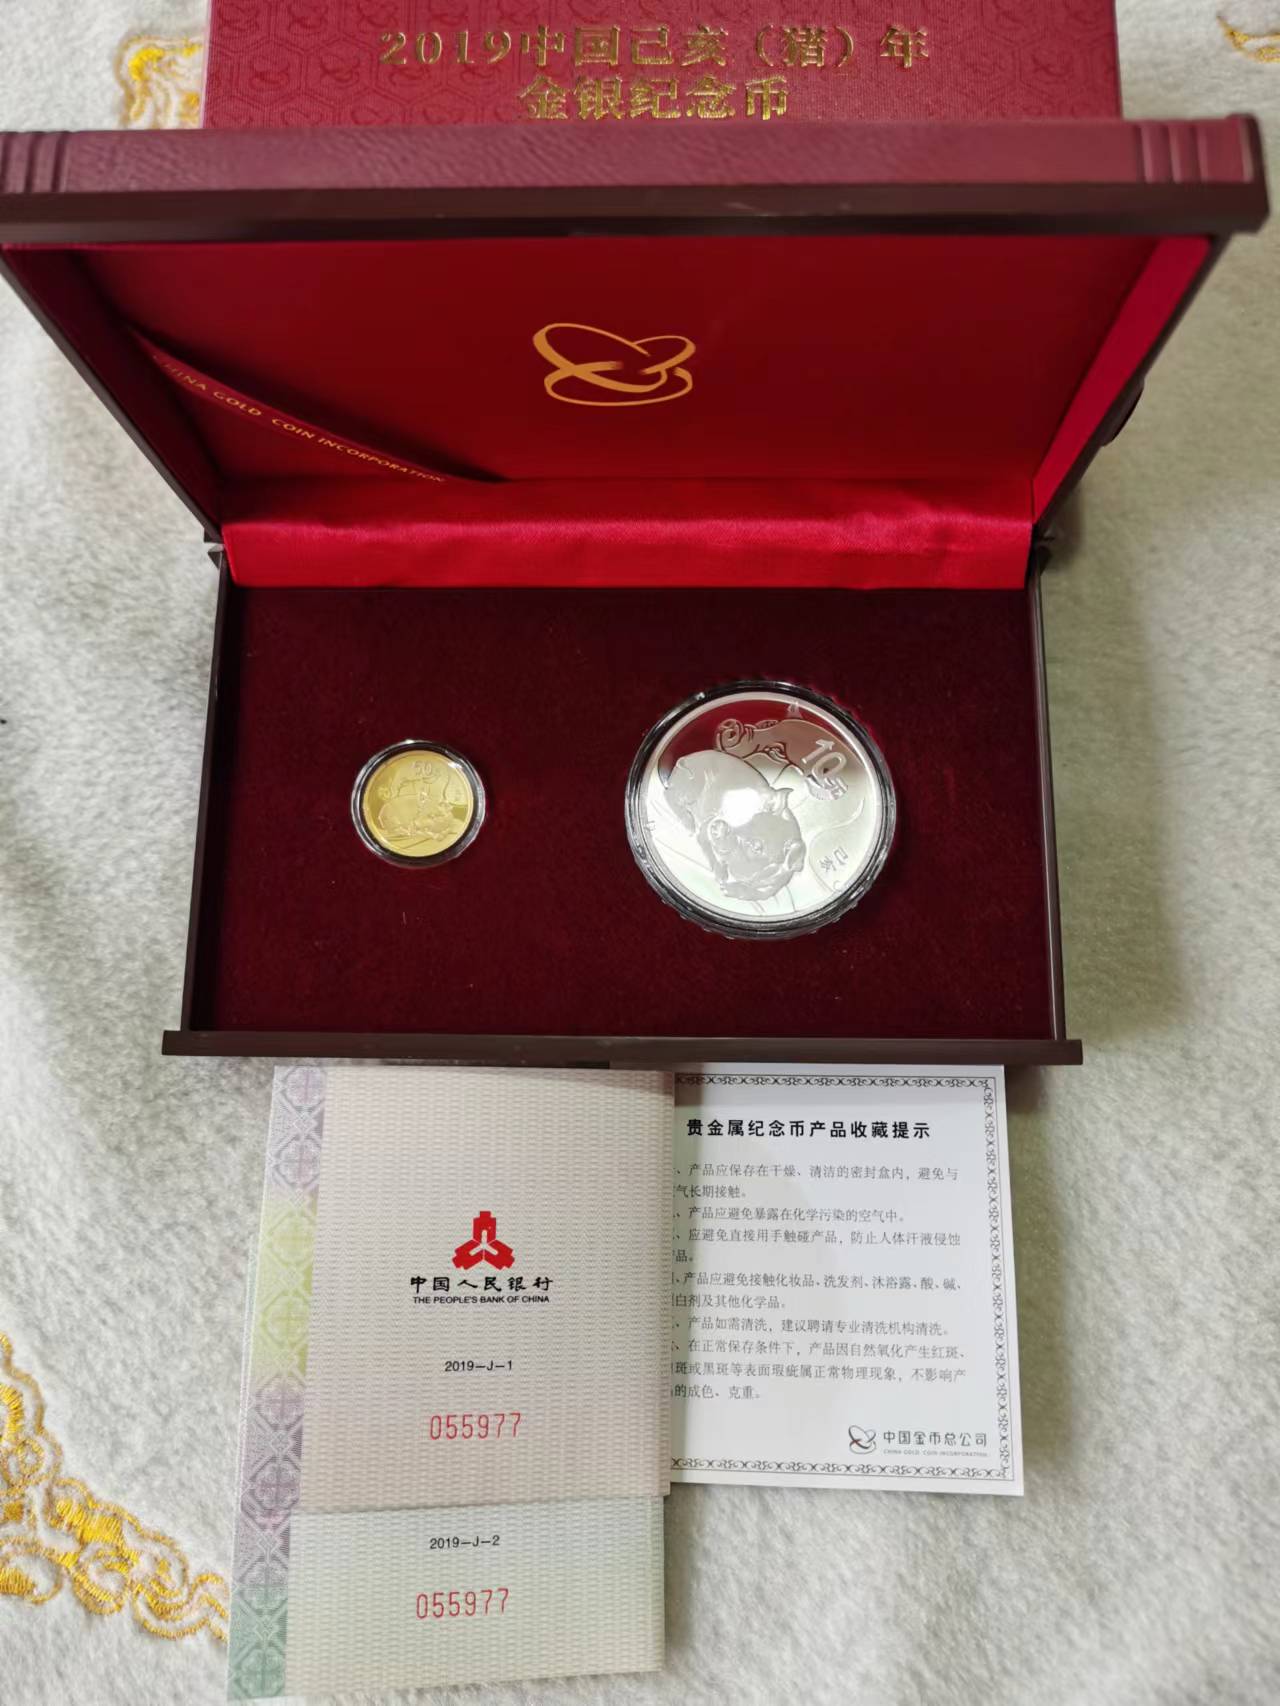 2019中国己亥（猪）年
金银纪念币
CHINA GOLD COIN INCORPORATION
50元
10元
己亥
中国人民银行
THE PEOPLE'S BANK OF CHINA
2019-J-1
055977
2019-J-2
055977
贵金属纪念币产品收藏提示
、产品应保存在干燥、清洁的密封盒内，避免与
气长期接触。
、产品应避免暴露在化学污染的空气中。
、应避免直接用手触碰产品，防止人体汗液侵蚀
品。
、产品应避免接触化妆品、洗发剂、沐浴露、酸、碱、
白剂及其他化学品。
、产品如需清洗，建议聘请专业清洗机构清洗。
、在正常保存条件下，产品因自然氧化产生红斑、
斑或黑斑等表面瑕疵属正常物理现象，不影响产
的成色、克重。
中国金币总公司
CHINA GOLD COIN INCORPORATION